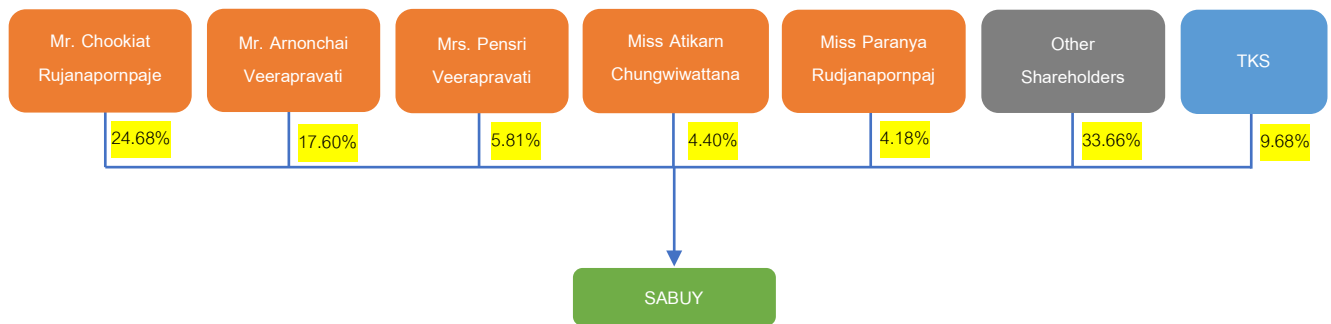 Mr. Chookiat
Rujanapornpaje
Mr. Arnonchai
Veerapravati
Mrs. Pensri
Veerapravati
Miss Atikarn
Chungwiwattana
Miss Paranya
Rudjanapornpaj
Other
Shareholders
TKS
24.68%
17.60%
5.81%
4.40%
4.18%
33.66%
9.68%
SABUY